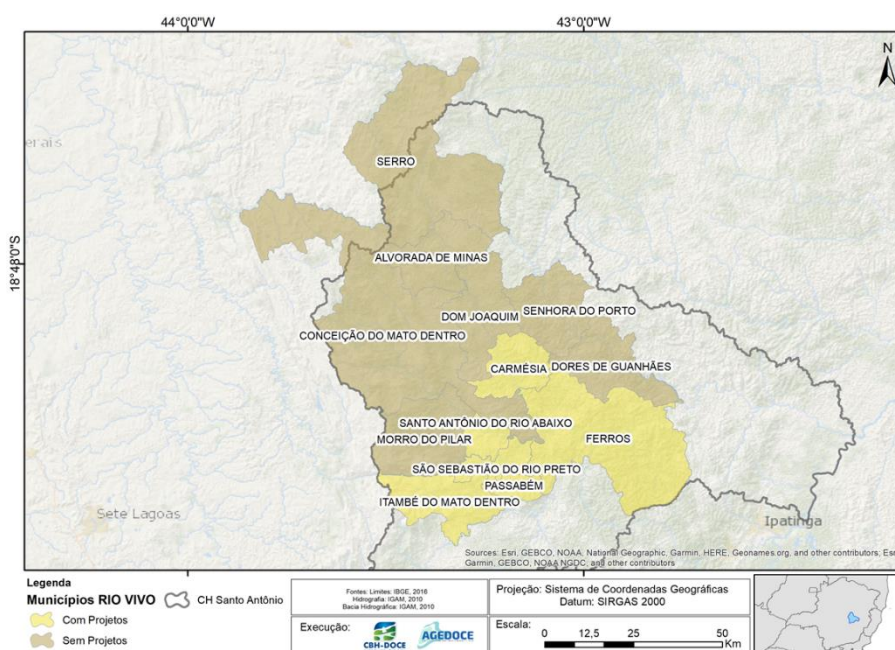 44°0'0"W
43°0'0"W
N
erais
SERRO
18°48'0"S
ALVORADA DE MINAS
DOM JOAQUIM
SENHORA DO PORTO
CONCEIÇÃO DO MATO DENTRO
CARMÉSIA
DORES DE GUANHÃES
SANTO ANTÔNIO DO RIO ABAIXO
MORRO DO PILAR
FERROS
SÃO SEBASTIÃO DO RIO PRETO
PASSABÉM
ITAMBÉ DO MATO DENTRO
Sete Lagoas
Ipatinga
Sources: Esri, GEBCO, NOAA, National Geographic, Garmin, HERE, Geonames.org, and other contributors, Esri
Garmin, GEBCO, NOAA NGDC, and other contributors
Legenda
Municípios RIO VIVO
CH Santo Antônio
Com Projetos
Sem Projetos
Fontes: Limites: IBGE, 2016
Hidrografia: IGAM, 2010
Bacia Hidrográfica: IGAM, 2010
Execução:
CBH-DOCE
AGEDOCE
Projeção: Sistema de Coordenadas Geográficas
Datum: SIRGAS 2000
Escala:
0 12,5 25 50
Km